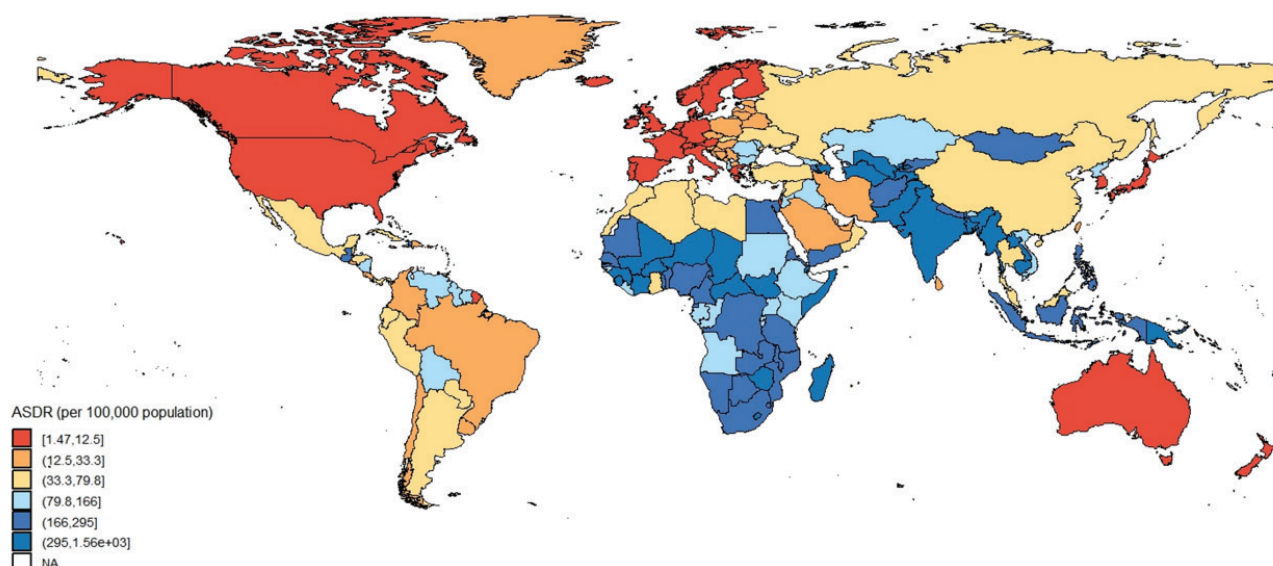 ASDR (per 100,000 population)
[1.47,12.5]
(12.5,33.3]
(33.3,79.8]
(79.8,166]
(166,295]
(295,1.56e+03]
NA